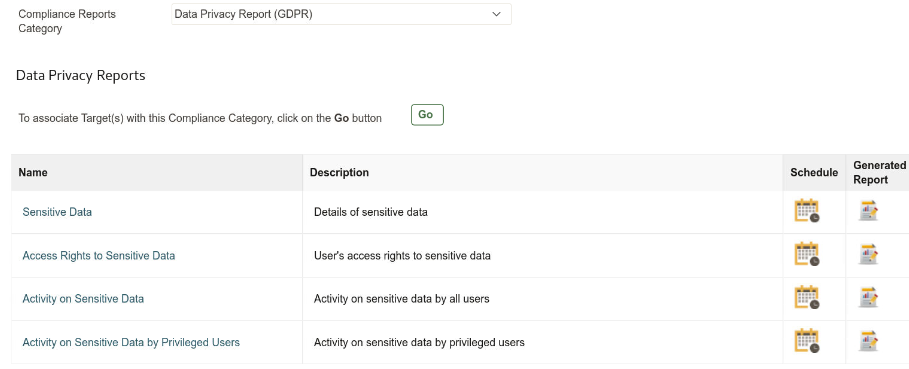 Compliance Reports Category
Data Privacy Report (GDPR)
Data Privacy Reports
To associate Target(s) with this Compliance Category, click on the Go button
Go
Name Description Schedule Generated Report
Sensitive Data Details of sensitive data
Access Rights to Sensitive Data User's access rights to sensitive data
Activity on Sensitive Data Activity on sensitive data by all users
Activity on Sensitive Data by Privileged Users Activity on sensitive data by privileged users